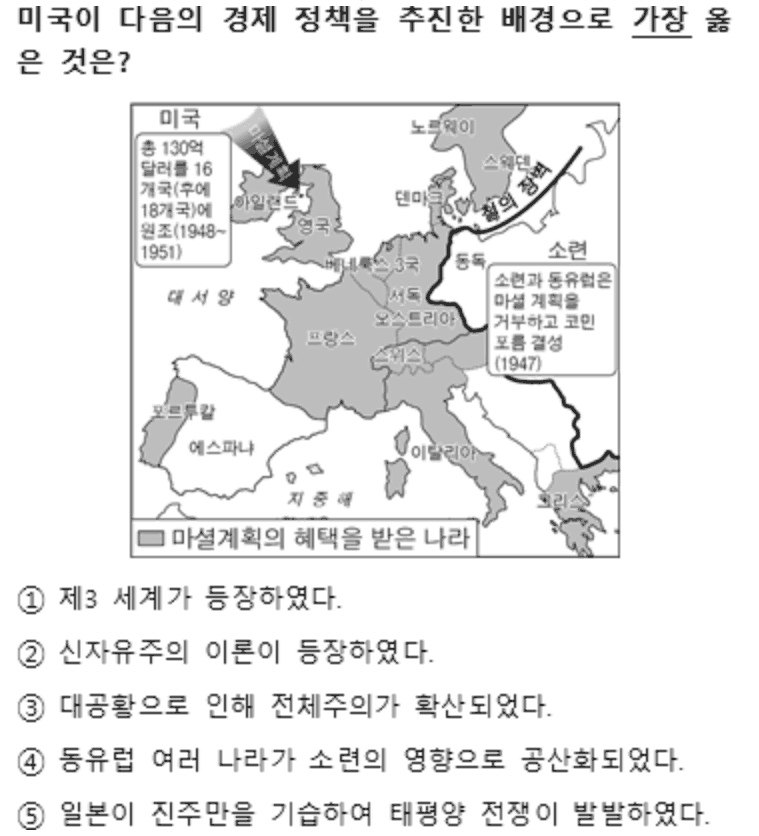 미국이 다음의 경제 정책을 추진한 배경으로 가장 옳
은 것은?
미국
마셜계획
총 130억
달러를 16
개국(후에
18개국)에
원조(1948~
1951)
노르웨이
스웨덴
철의 장막
덴마크
아일랜드
영국
소련
베네룩스 3국
동독
소련과 동유럽은
마셜 계획을
거부하고 코민
포름 결성
(1947)
대서양
서독
오스트리아
프랑스
스위스
포르투칼
에스파냐
이탈리아
지중해
그리스
마셜계획의 혜택을 받은 나라
① 제3 세계가 등장하였다.
② 신자유주의 이론이 등장하였다.
③ 대공황으로 인해 전체주의가 확산되었다.
④ 동유럽 여러 나라가 소련의 영향으로 공산화되었다.
⑤ 일본이 진주만을 기습하여 태평양 전쟁이 발발하였다.